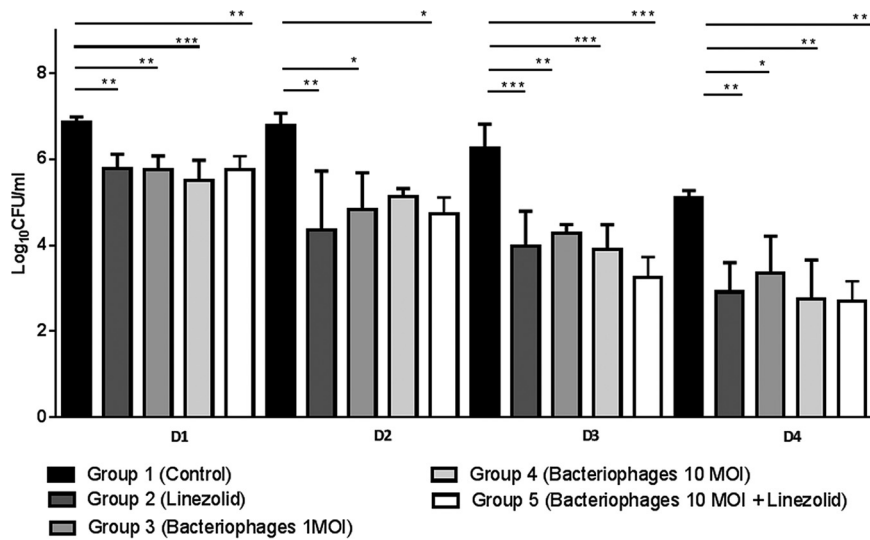 ** * *** **
*** *** **
** * ** *
** ** *** **
8
6
4
2
0
Log10CFU/ml
D1 D2 D3 D4
Group 1 (Control)
Group 2 (Linezolid)
Group 3 (Bacteriophages 1MOI)
Group 4 (Bacteriophages 10 MOI)
Group 5 (Bacteriophages 10 MOI +Linezolid)